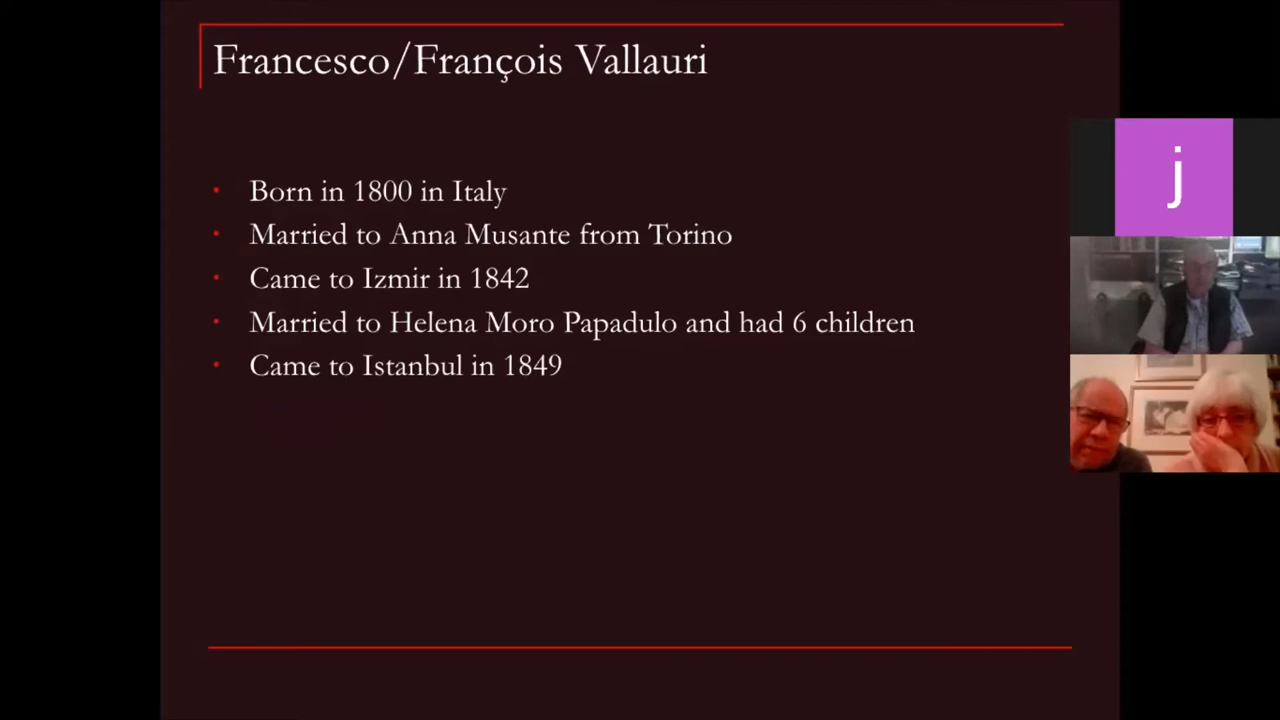 Francesco/François Vallauri
• Born in 1800 in Italy
• Married to Anna Musante from Torino
• Came to Izmir in 1842
• Married to Helena Moro Papadulo and had 6 children
• Came to Istanbul in 1849
j